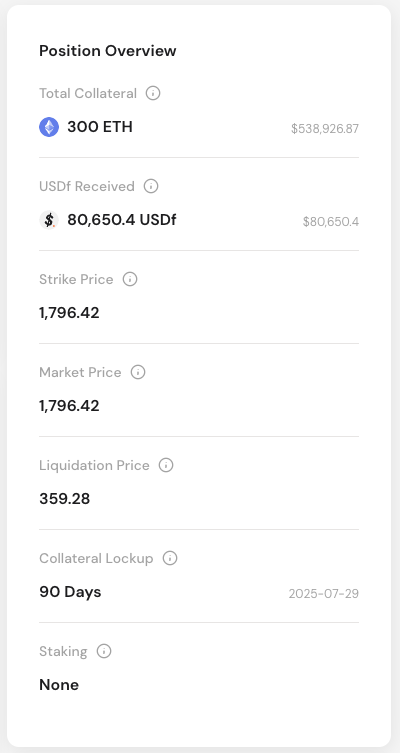 Position Overview
Total Collateral
300 ETH $538,926.87
USDf Received
80,650.4 USDf $80,650.4
Strike Price
1,796.42
Market Price
1,796.42
Liquidation Price
359.28
Collateral Lockup
90 Days 2025-07-29
Staking
None